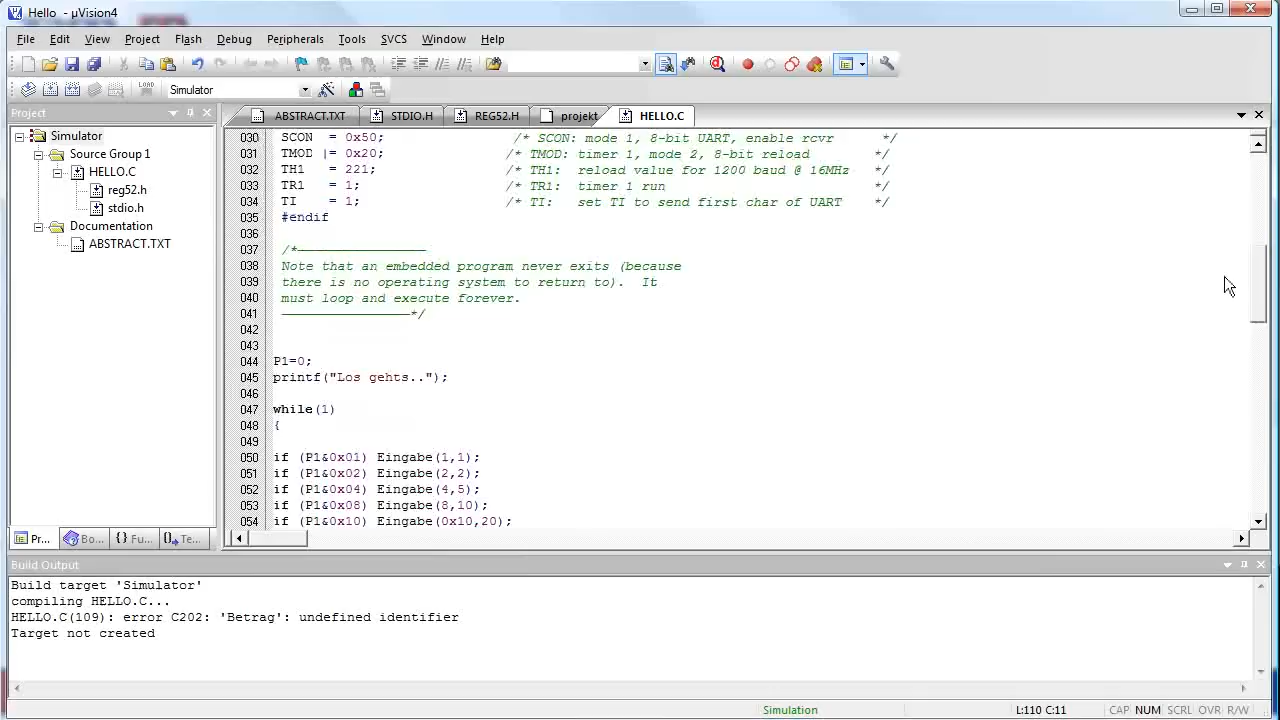 Hello - µVision4
File Edit View Project Flash Debug Peripherals Tools SVCS Window Help
LOAD Simulator
Project
ABSTRACT.TXT STDIO.H REG52.H projekt HELLO.C
Simulator
Source Group 1
HELLO.C
reg52.h
stdio.h
Documentation
ABSTRACT.TXT
030 SCON = 0x50; /* SCON: mode 1, 8-bit UART, enable rcvr */
031 TMOD |= 0x20; /* TMOD: timer 1, mode 2, 8-bit reload */
032 TH1 = 221; /* TH1: reload value for 1200 baud @ 16MHz */
033 TR1 = 1; /* TR1: timer 1 run */
034 TI = 1; /* TI: set TI to send first char of UART */
035 #endif
036
037 /*————————————————
038 Note that an embedded program never exits (because
039 there is no operating system to return to). It
040 must loop and execute forever.
041 ————————————————*/
042
043
044 P1=0;
045 printf("Los gehts..");
046
047 while(1)
048 {
049
050 if (P1&0x01) Eingabe(1,1);
051 if (P1&0x02) Eingabe(2,2);
052 if (P1&0x04) Eingabe(4,5);
053 if (P1&0x08) Eingabe(8,10);
054 if (P1&0x10) Eingabe(0x10,20);
Pr... Bo... {} Fu... Te...
Build Output
Build target 'Simulator'
compiling HELLO.C...
HELLO.C(109): error C202: 'Betrag': undefined identifier
Target not created
Simulation L:110 C:11 CAP NUM SCRL OVR R/W